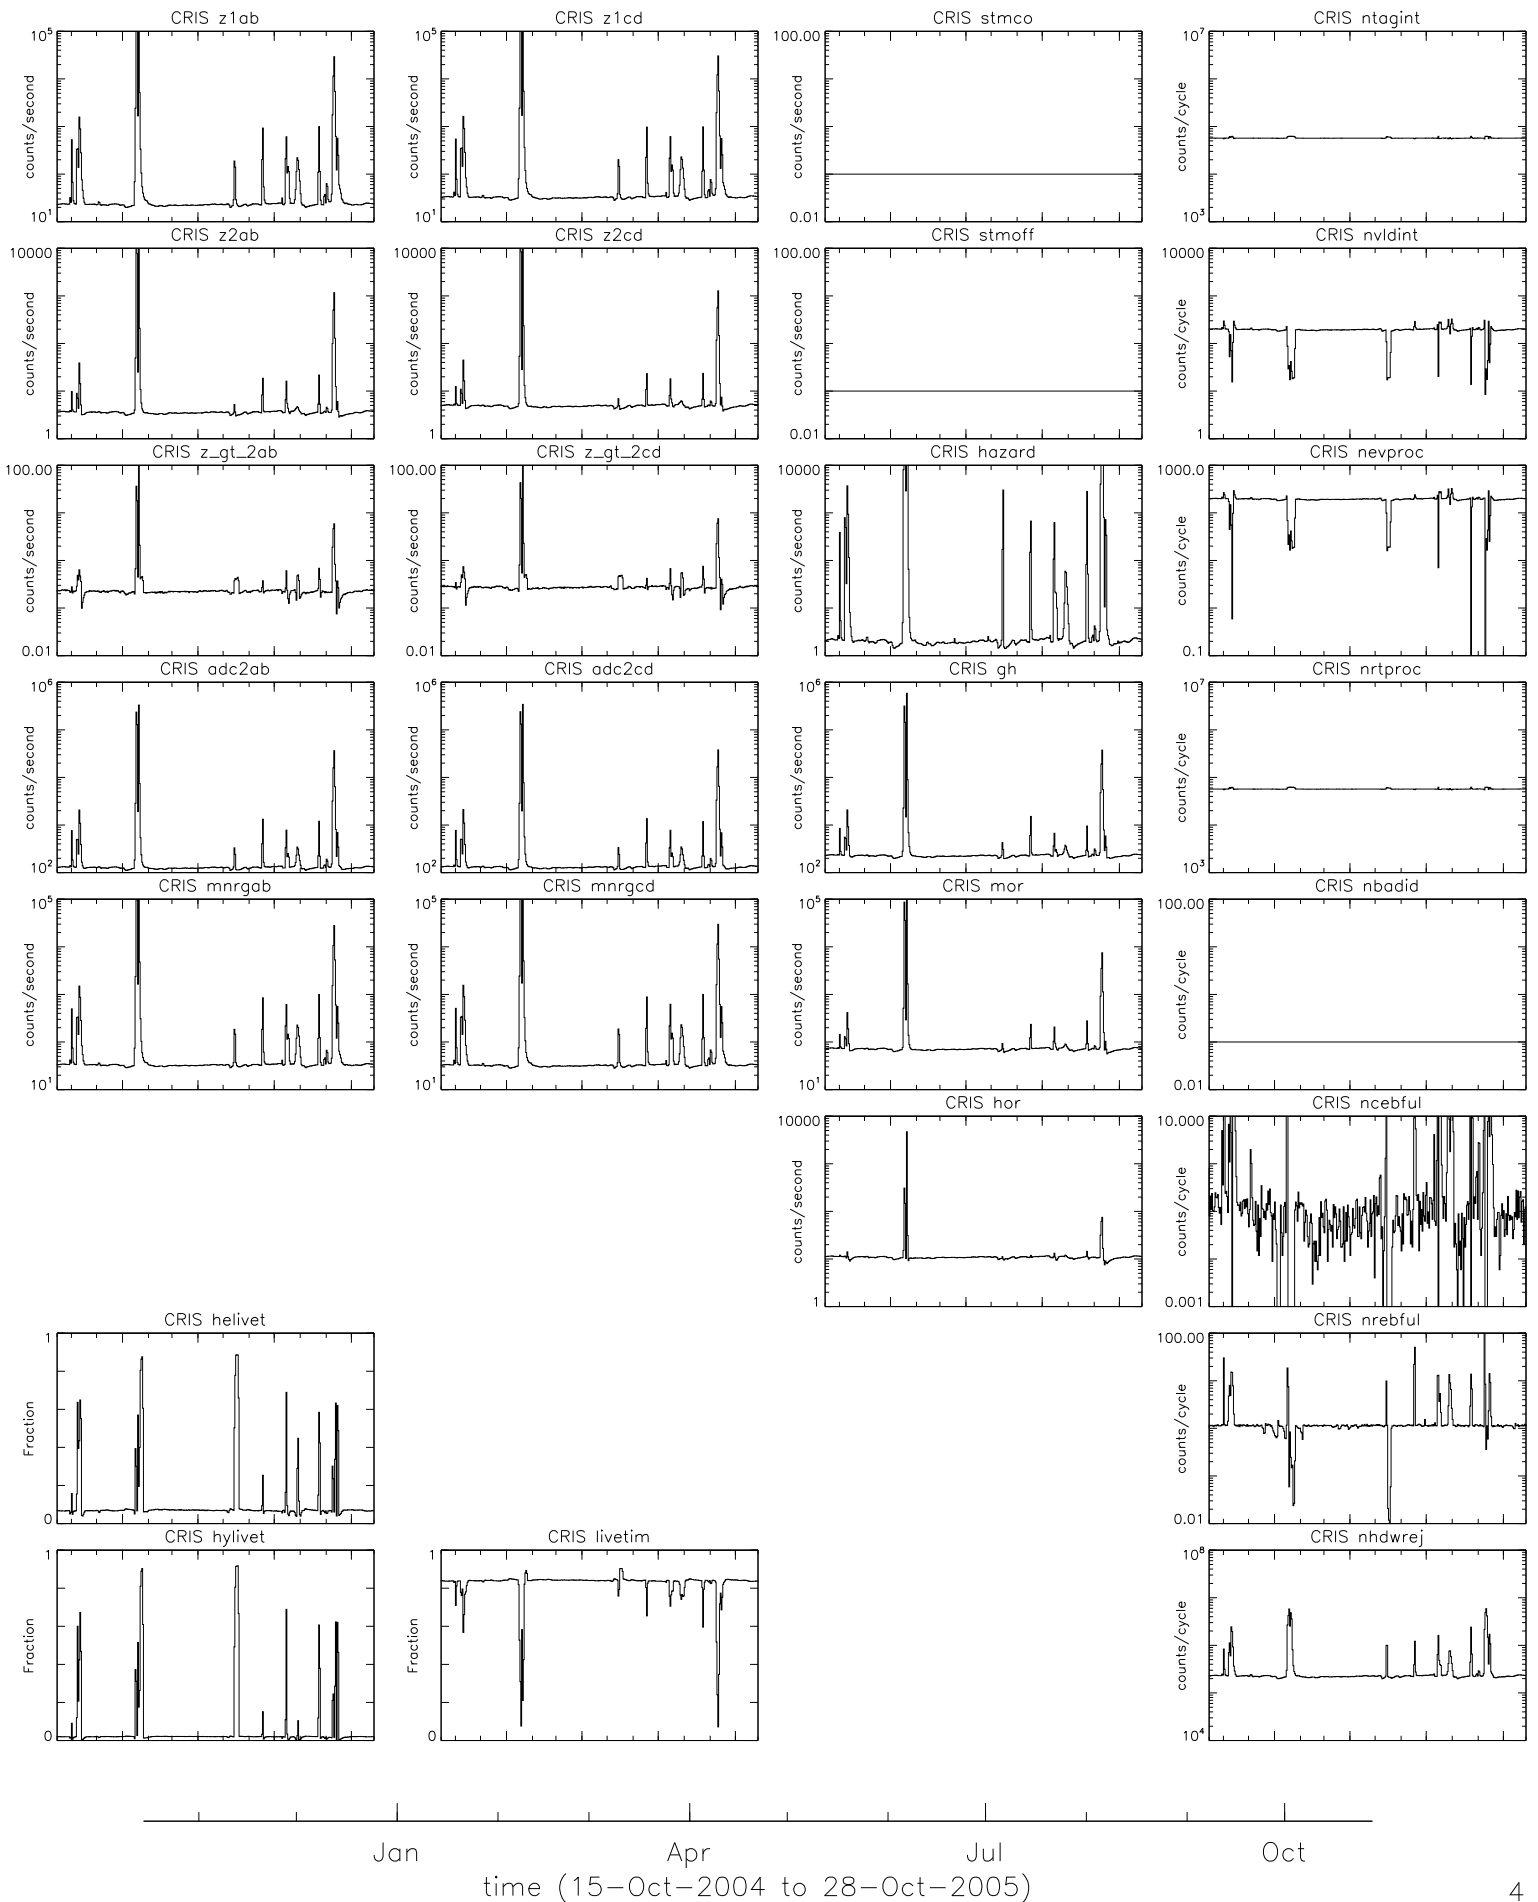 CRIS z1ab
CRIS z1cd
CRIS stmco
CRIS ntagint
10^5
counts/second
10^1
10^5
counts/second
10^1
100.00
counts/second
0.01
10^7
counts/cycle
10^3
CRIS z2ab
CRIS z2cd
CRIS stmoff
CRIS nvldint
10000
counts/second
1
10000
counts/second
1
100.00
counts/second
0.01
10000
counts/cycle
1
CRIS z_gt_2ab
CRIS z_gt_2cd
CRIS hazard
CRIS nevproc
100.00
counts/second
0.01
100.00
counts/second
0.01
10000
counts/second
1
1000.0
counts/cycle
0.1
CRIS adc2ab
CRIS adc2cd
CRIS gh
CRIS nrtproc
10^6
counts/second
10^2
10^6
counts/second
10^2
10^6
counts/second
10^2
10^7
counts/cycle
10^3
CRIS mnrgab
CRIS mnrgcd
CRIS mor
CRIS nbadid
10^5
counts/second
10^1
10^5
counts/second
10^1
10^5
counts/second
10^1
100.00
counts/cycle
0.01
CRIS hor
CRIS ncebful
10000
counts/second
1
10.000
counts/cycle
0.001
CRIS helivet
CRIS nrebful
1
Fraction
0
100.00
counts/cycle
0.01
CRIS hylivet
CRIS livetim
CRIS nhdwrej
1
Fraction
0
1
Fraction
0
10^8
counts/cycle
10^4
Jan
Apr
Jul
Oct
time (15-Oct-2004 to 28-Oct-2005)
4